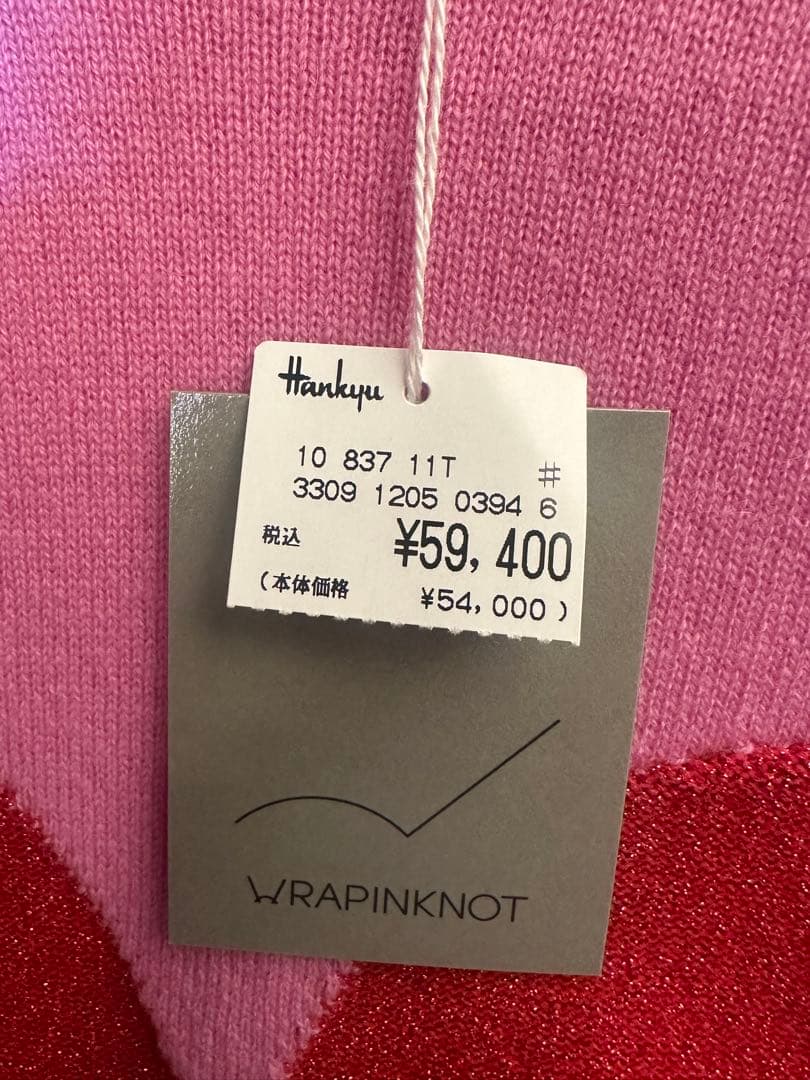 Hankyu
10 837 11T #
3309 1205 0394 6
税込 ¥59,400
(本体価格 ¥54,000)
WRAPINKNOT